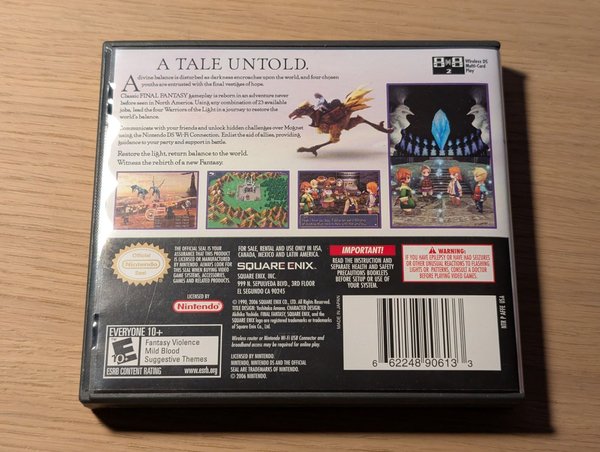 A TALE UNTOLD.
A divine balance is disturbed as darkness encroaches upon the world, and four chosen
youths are entrusted with the final vestiges of hope.
Classic FINAL FANTASY gameplay is reborn in an adventure never
before seen in North America. Using any combination of 23 available
jobs, lead the four Warriors of the Light in a journey to restore the
world's balance.
Communicate with your friends and unlock hidden challenges over Mognet
using the Nintendo DS Wi-Fi Connection. Enlist the aid of allies, providing
guidance to your party and support in battle.
Restore the light, return balance to the world.
Witness the rebirth of a new Fantasy.
2
Wireless DS
Multi-Card
Play
Official
Nintendo
Seal
THE OFFICIAL SEAL IS YOUR
ASSURANCE THAT THIS PRODUCT
IS LICENSED OR MANUFACTURED
BY NINTENDO. ALWAYS LOOK FOR
THIS SEAL WHEN BUYING VIDEO
GAME SYSTEMS, ACCESSORIES,
GAMES AND RELATED
PRODUCTS.
LICENSED BY
Nintendo
EVERYONE 10+
E
10+
Fantasy Violence
Mild Blood
Suggestive Themes
ESRB CONTENT RATING
www.esrb.org
FOR SALE, RENTAL AND USE ONLY IN USA,
CANADA, MEXICO AND LATIN AMERICA.
SQUARE ENIX
SQUARE ENIX, INC.
999 N. SEPULVEDA BLVD., 3RD FLOOR
EL SEGUNDO CA 90245
© 1990, 2006 SQUARE ENIX CO., LTD. All Rights Reserved.
TITLE DESIGN: Yoshitaka Amano. CHARACTER DESIGN:
Akihiko Yoshida. FINAL FANTASY, SQUARE ENIX, and the
SQUARE ENIX logo are registered trademarks or trademarks
of Square Enix Co., Ltd.
Wireless router or Nintendo Wi-Fi USB Connector and
broadband access may be required for online play.
LICENSED BY NINTENDO.
NINTENDO, NINTENDO DS AND THE OFFICIAL
SEAL ARE TRADEMARKS OF NINTENDO.
© 2006 NINTENDO.
IMPORTANT!
READ THE INSTRUCTION AND
SEPARATE HEALTH AND SAFETY
PRECAUTIONS BOOKLETS
BEFORE SETUP OR USE OF
YOUR SYSTEM.
WARNING:
IF YOU HAVE EPILEPSY OR HAVE HAD SEIZURES
OR OTHER UNUSUAL REACTIONS TO FLASHING
LIGHTS OR PATTERNS, CONSULT A DOCTOR
BEFORE PLAYING VIDEO GAMES.
MADE IN JAPAN
6 62248 90613 3
NTR P AFFE USA